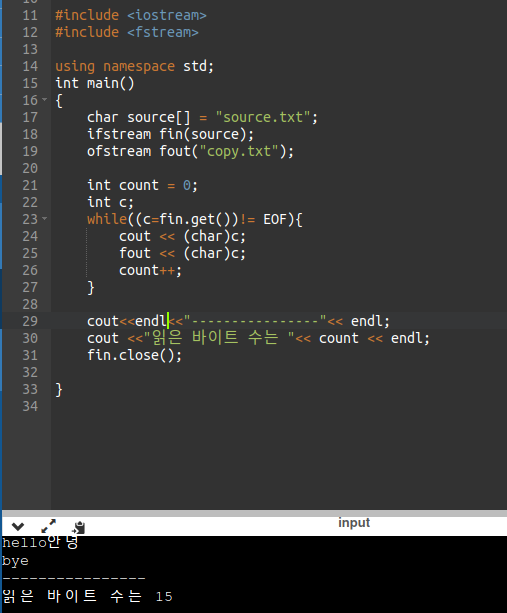 11 #include <iostream>
12 #include <fstream>
13
14 using namespace std;
15 int main()
16 {
17 char source[] = "source.txt";
18 ifstream fin(source);
19 ofstream fout("copy.txt");
20
21 int count = 0;
22 int c;
23 while((c=fin.get())!= EOF){
24 cout << (char)c;
25 fout << (char)c;
26 count++;
27 }
28
29 cout<<endl<<"----------------"<< endl;
30 cout <<"읽은 바이트 수는 "<< count << endl;
31 fin.close();
32
33 }
34
input
hello안녕
bye
----------------
읽은 바이트 수는 15